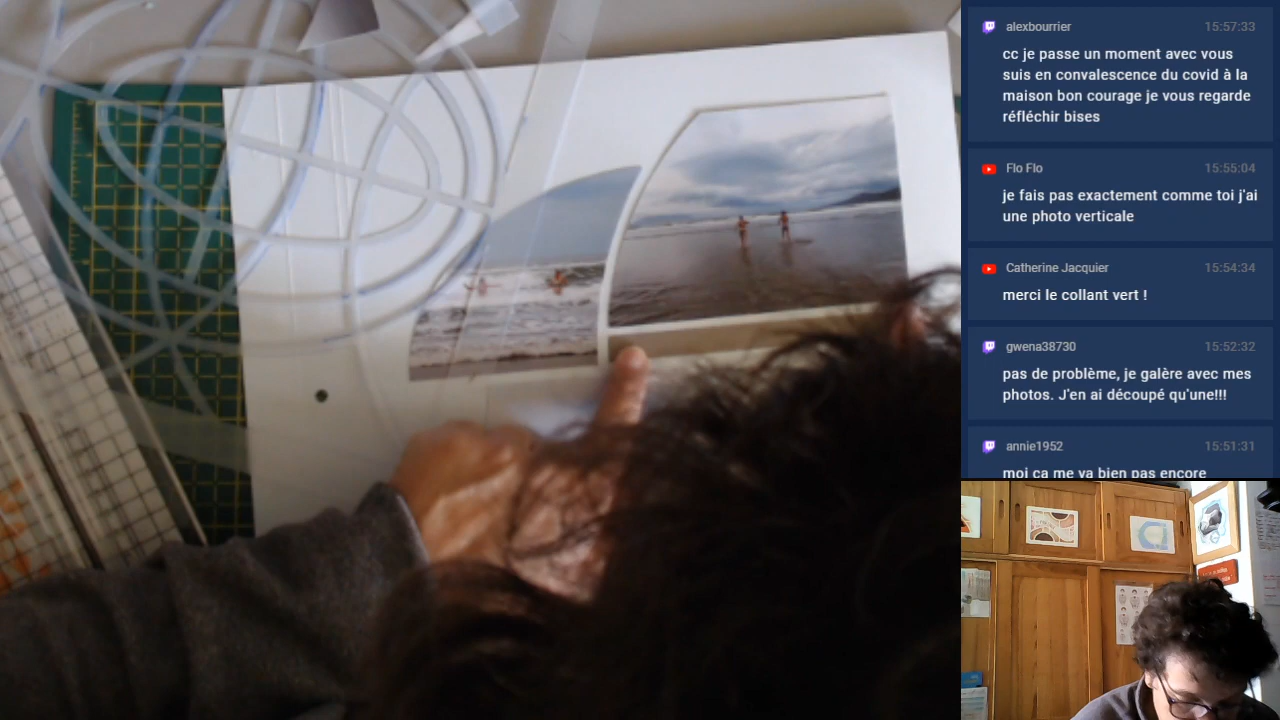 alexbourrier 15:57:33
cc je passe un moment avec vous
suis en convalescence du covid à la
maison bon courage je vous regarde
réfléchir bises
Flo Flo 15:55:04
je fais pas exactement comme toi j'ai
une photo verticale
Catherine Jacquier 15:54:34
merci le collant vert !
gwena38730 15:52:32
pas de problème, je galère avec mes
photos. J'en ai découpé qu'une!!!
annie1952 15:51:31
moi ca me va bien pas encore